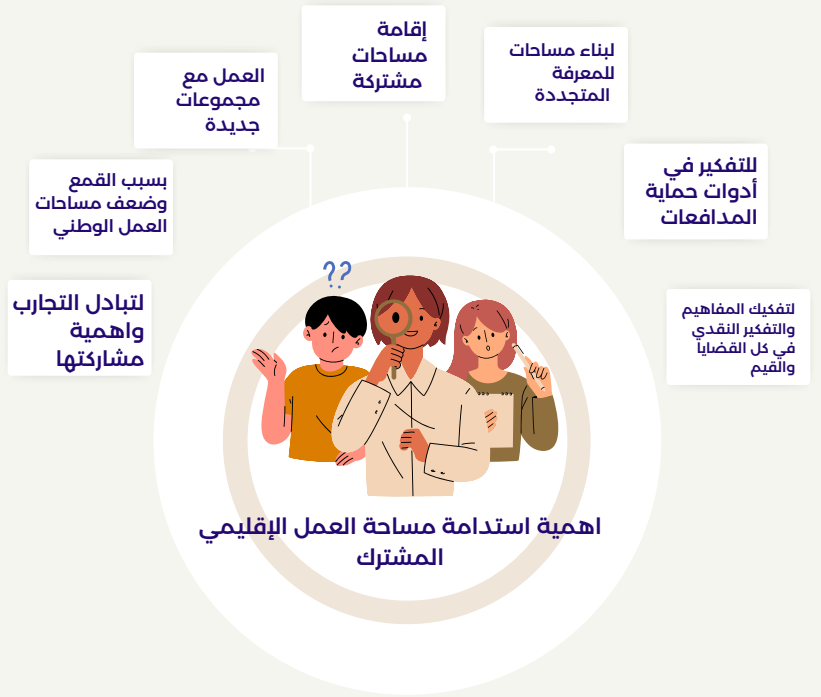 إقامة
مساحات
مشتركة
لبناء مساحات
للمعرفة
المتجددة
العمل مع
مجموعات
جديدة
للتفكير في
أدوات حماية
المدافعات
بسبب القمع
وضعف مساحات
العمل الوطني
لتفكيك المفاهيم
والتفكير النقدي
في كل القضايا
والقيم
لتبادل التجارب
واهمية
مشاركتها
??
اهمية استدامة مساحة العمل الإقليمي
المشترك